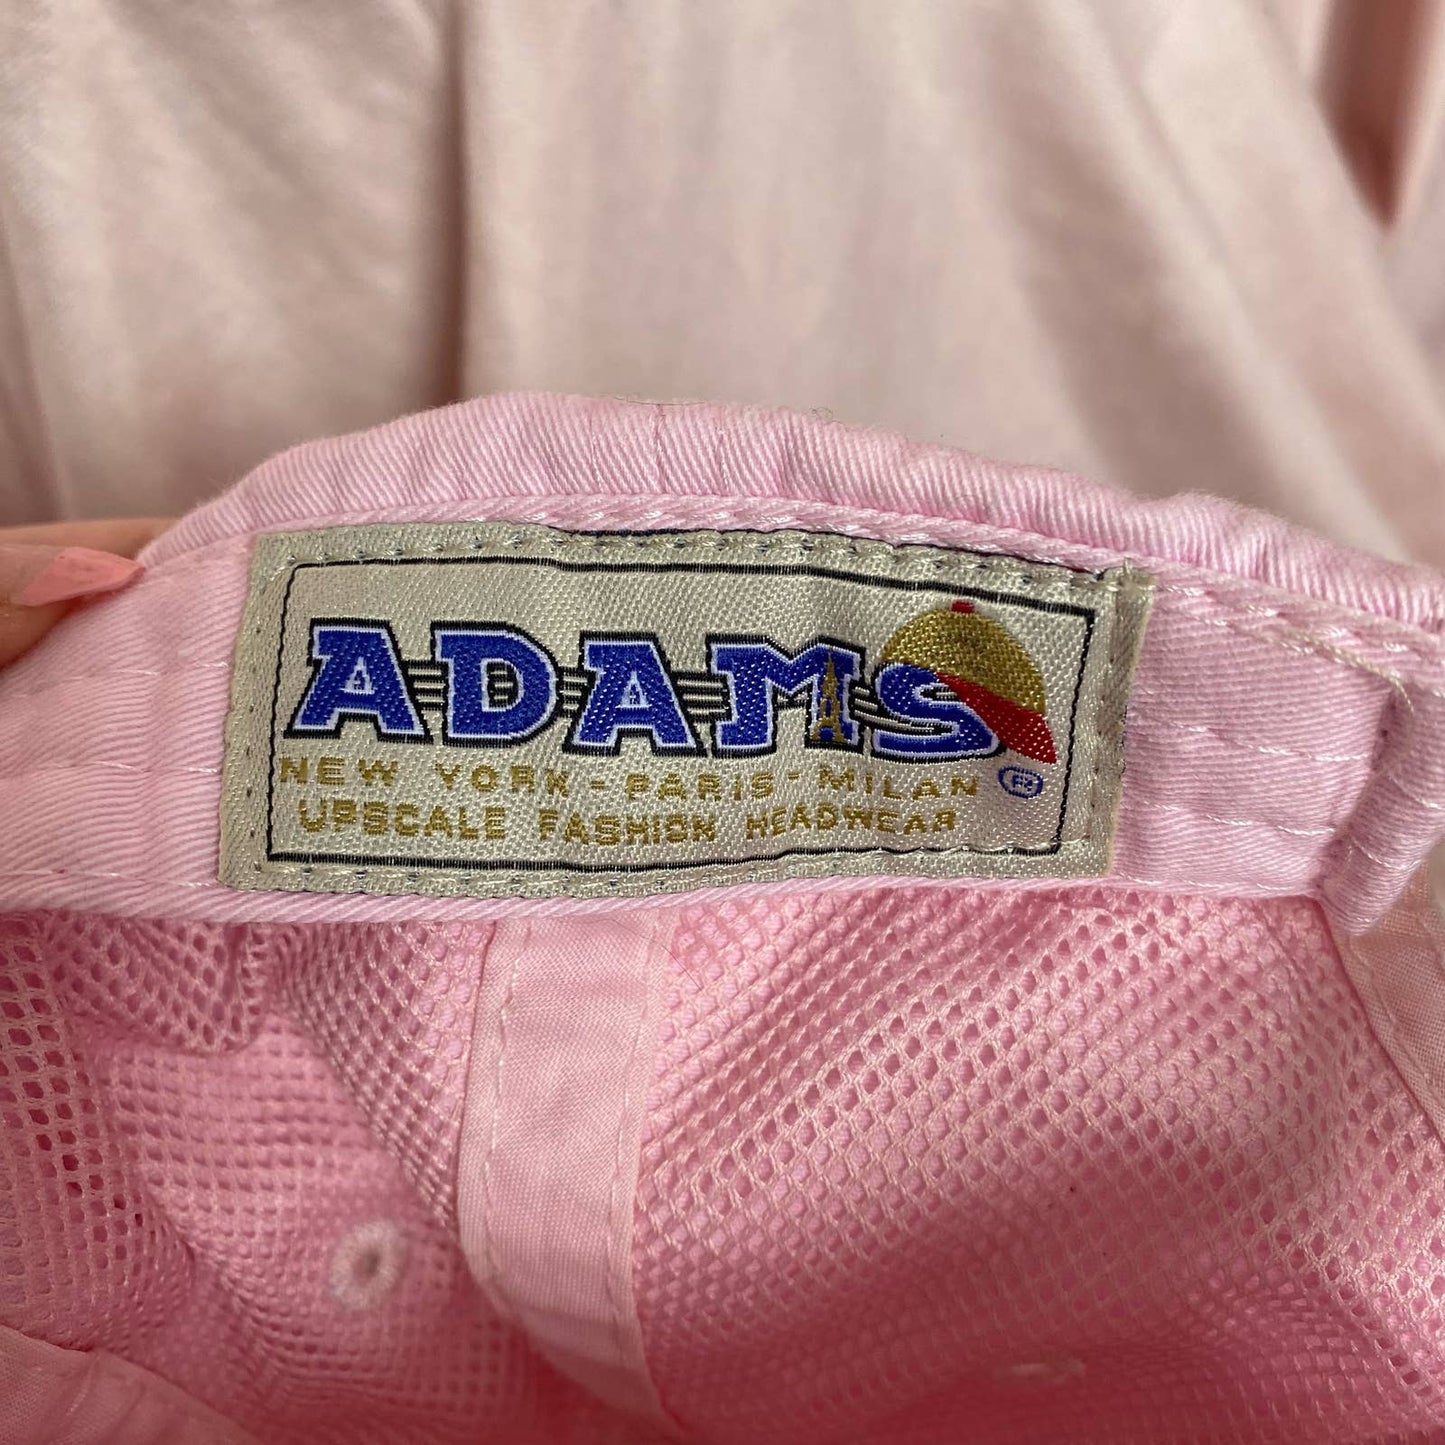 ADAMS
NEW YORK - PARIS - MILAN ®
UPSCALE FASHION HEADWEAR